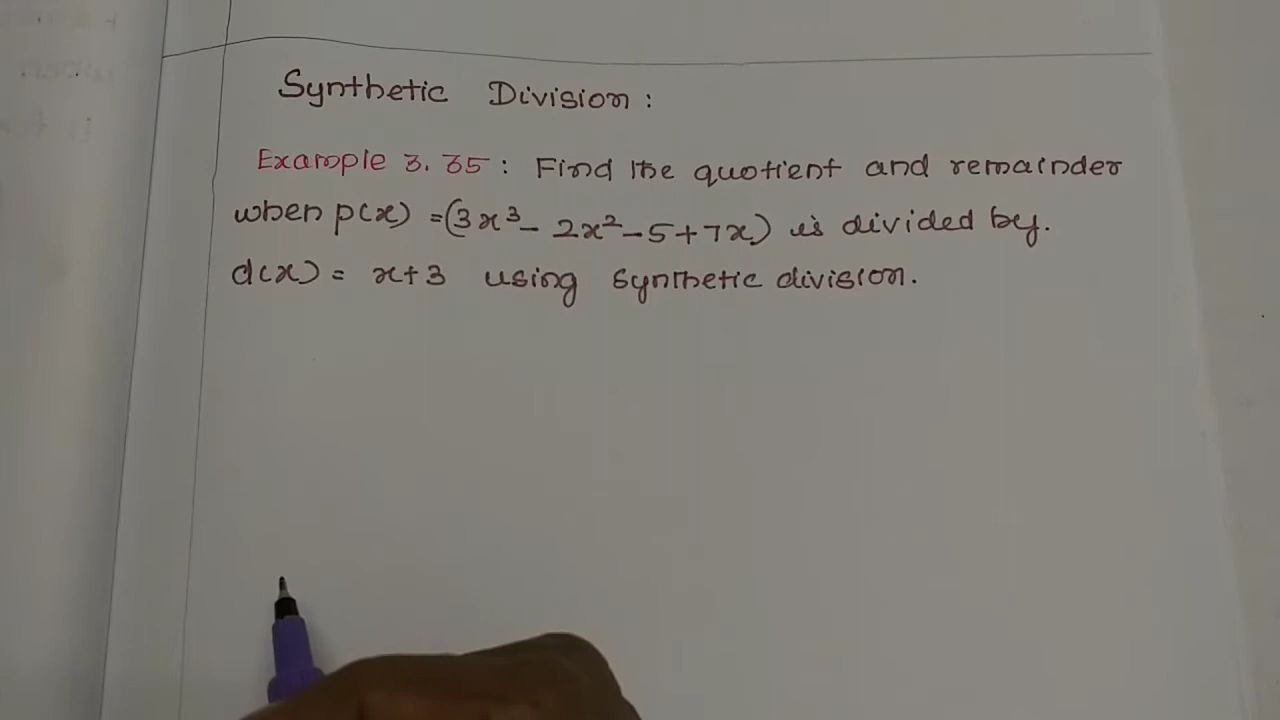 Synthetic Division :
Example 3.35 : Find the quotient and remainder
when p(x) = (3x³ - 2x² - 5 + 7x) is divided by.
d(x) = x+3 using synthetic division.